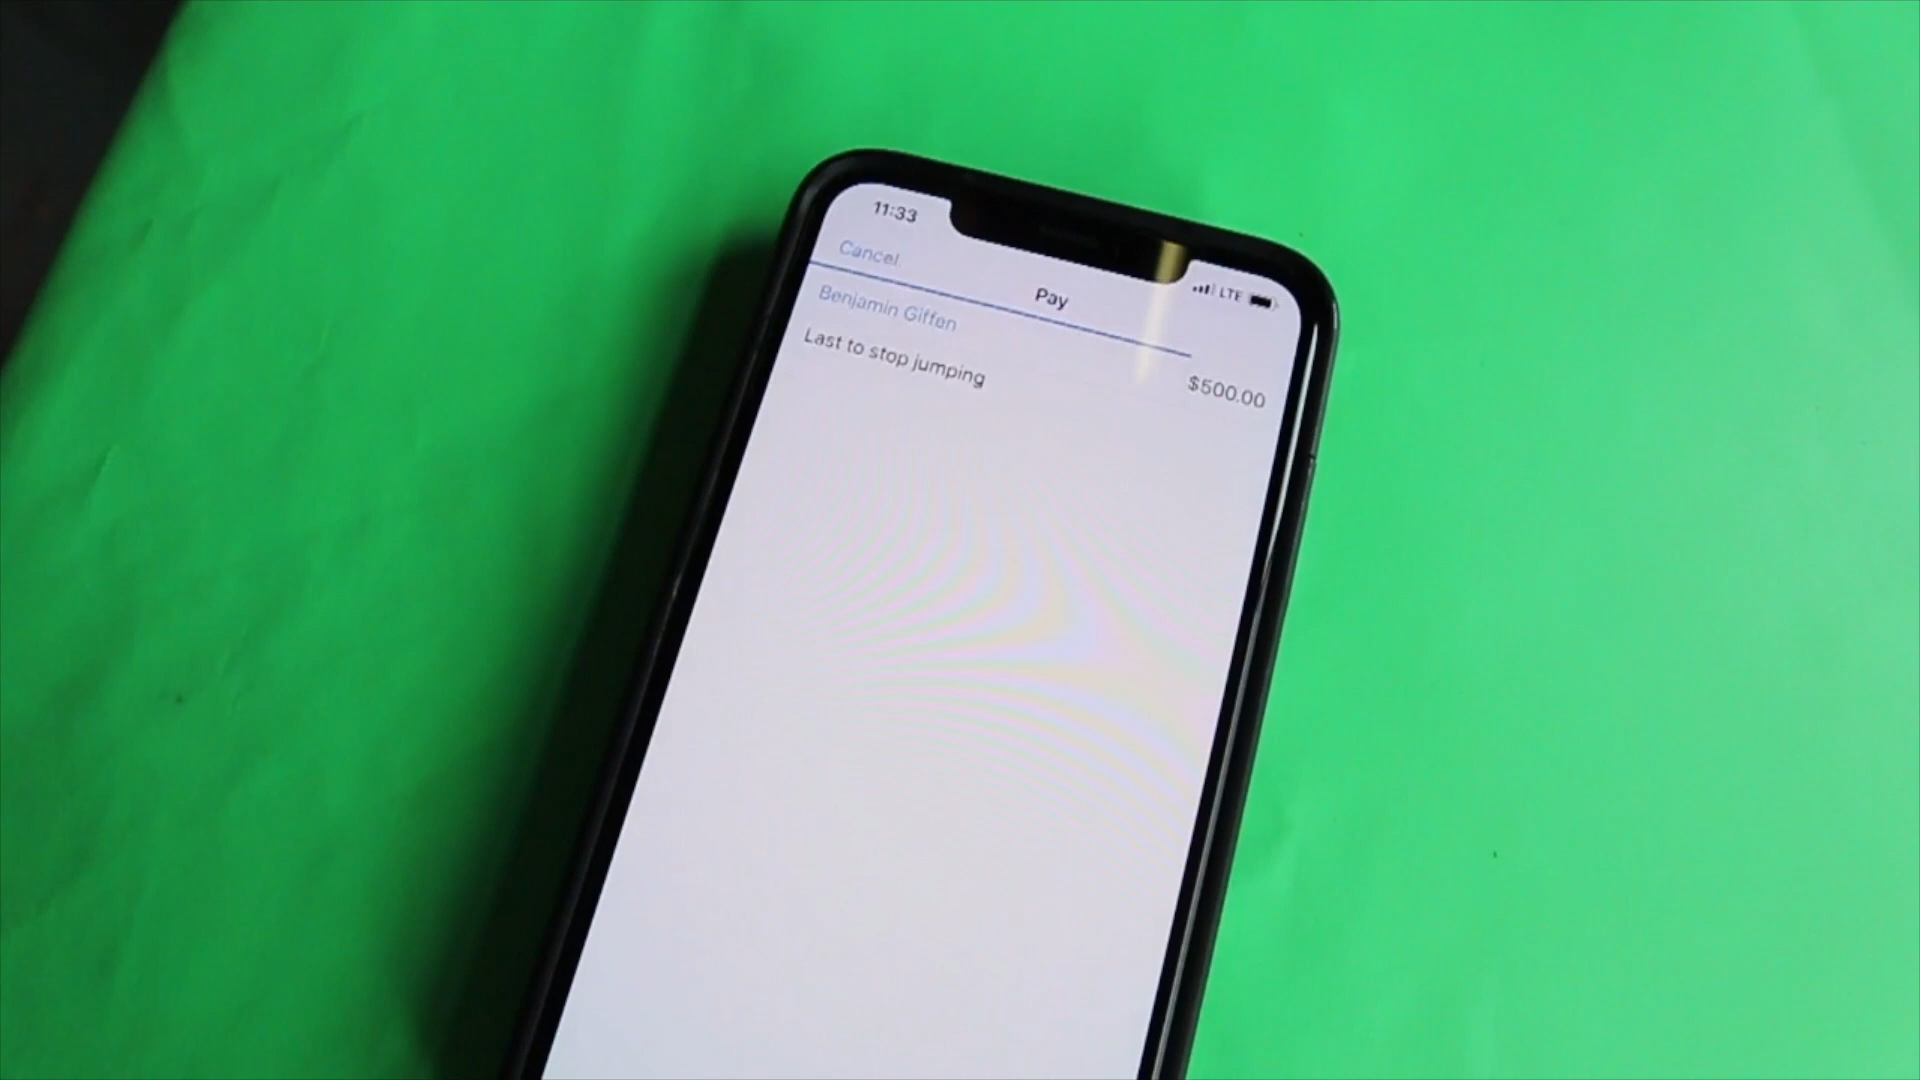 11:33
LTE
Cancel
Pay
Benjamin Giffen
Last to stop jumping
$500.00